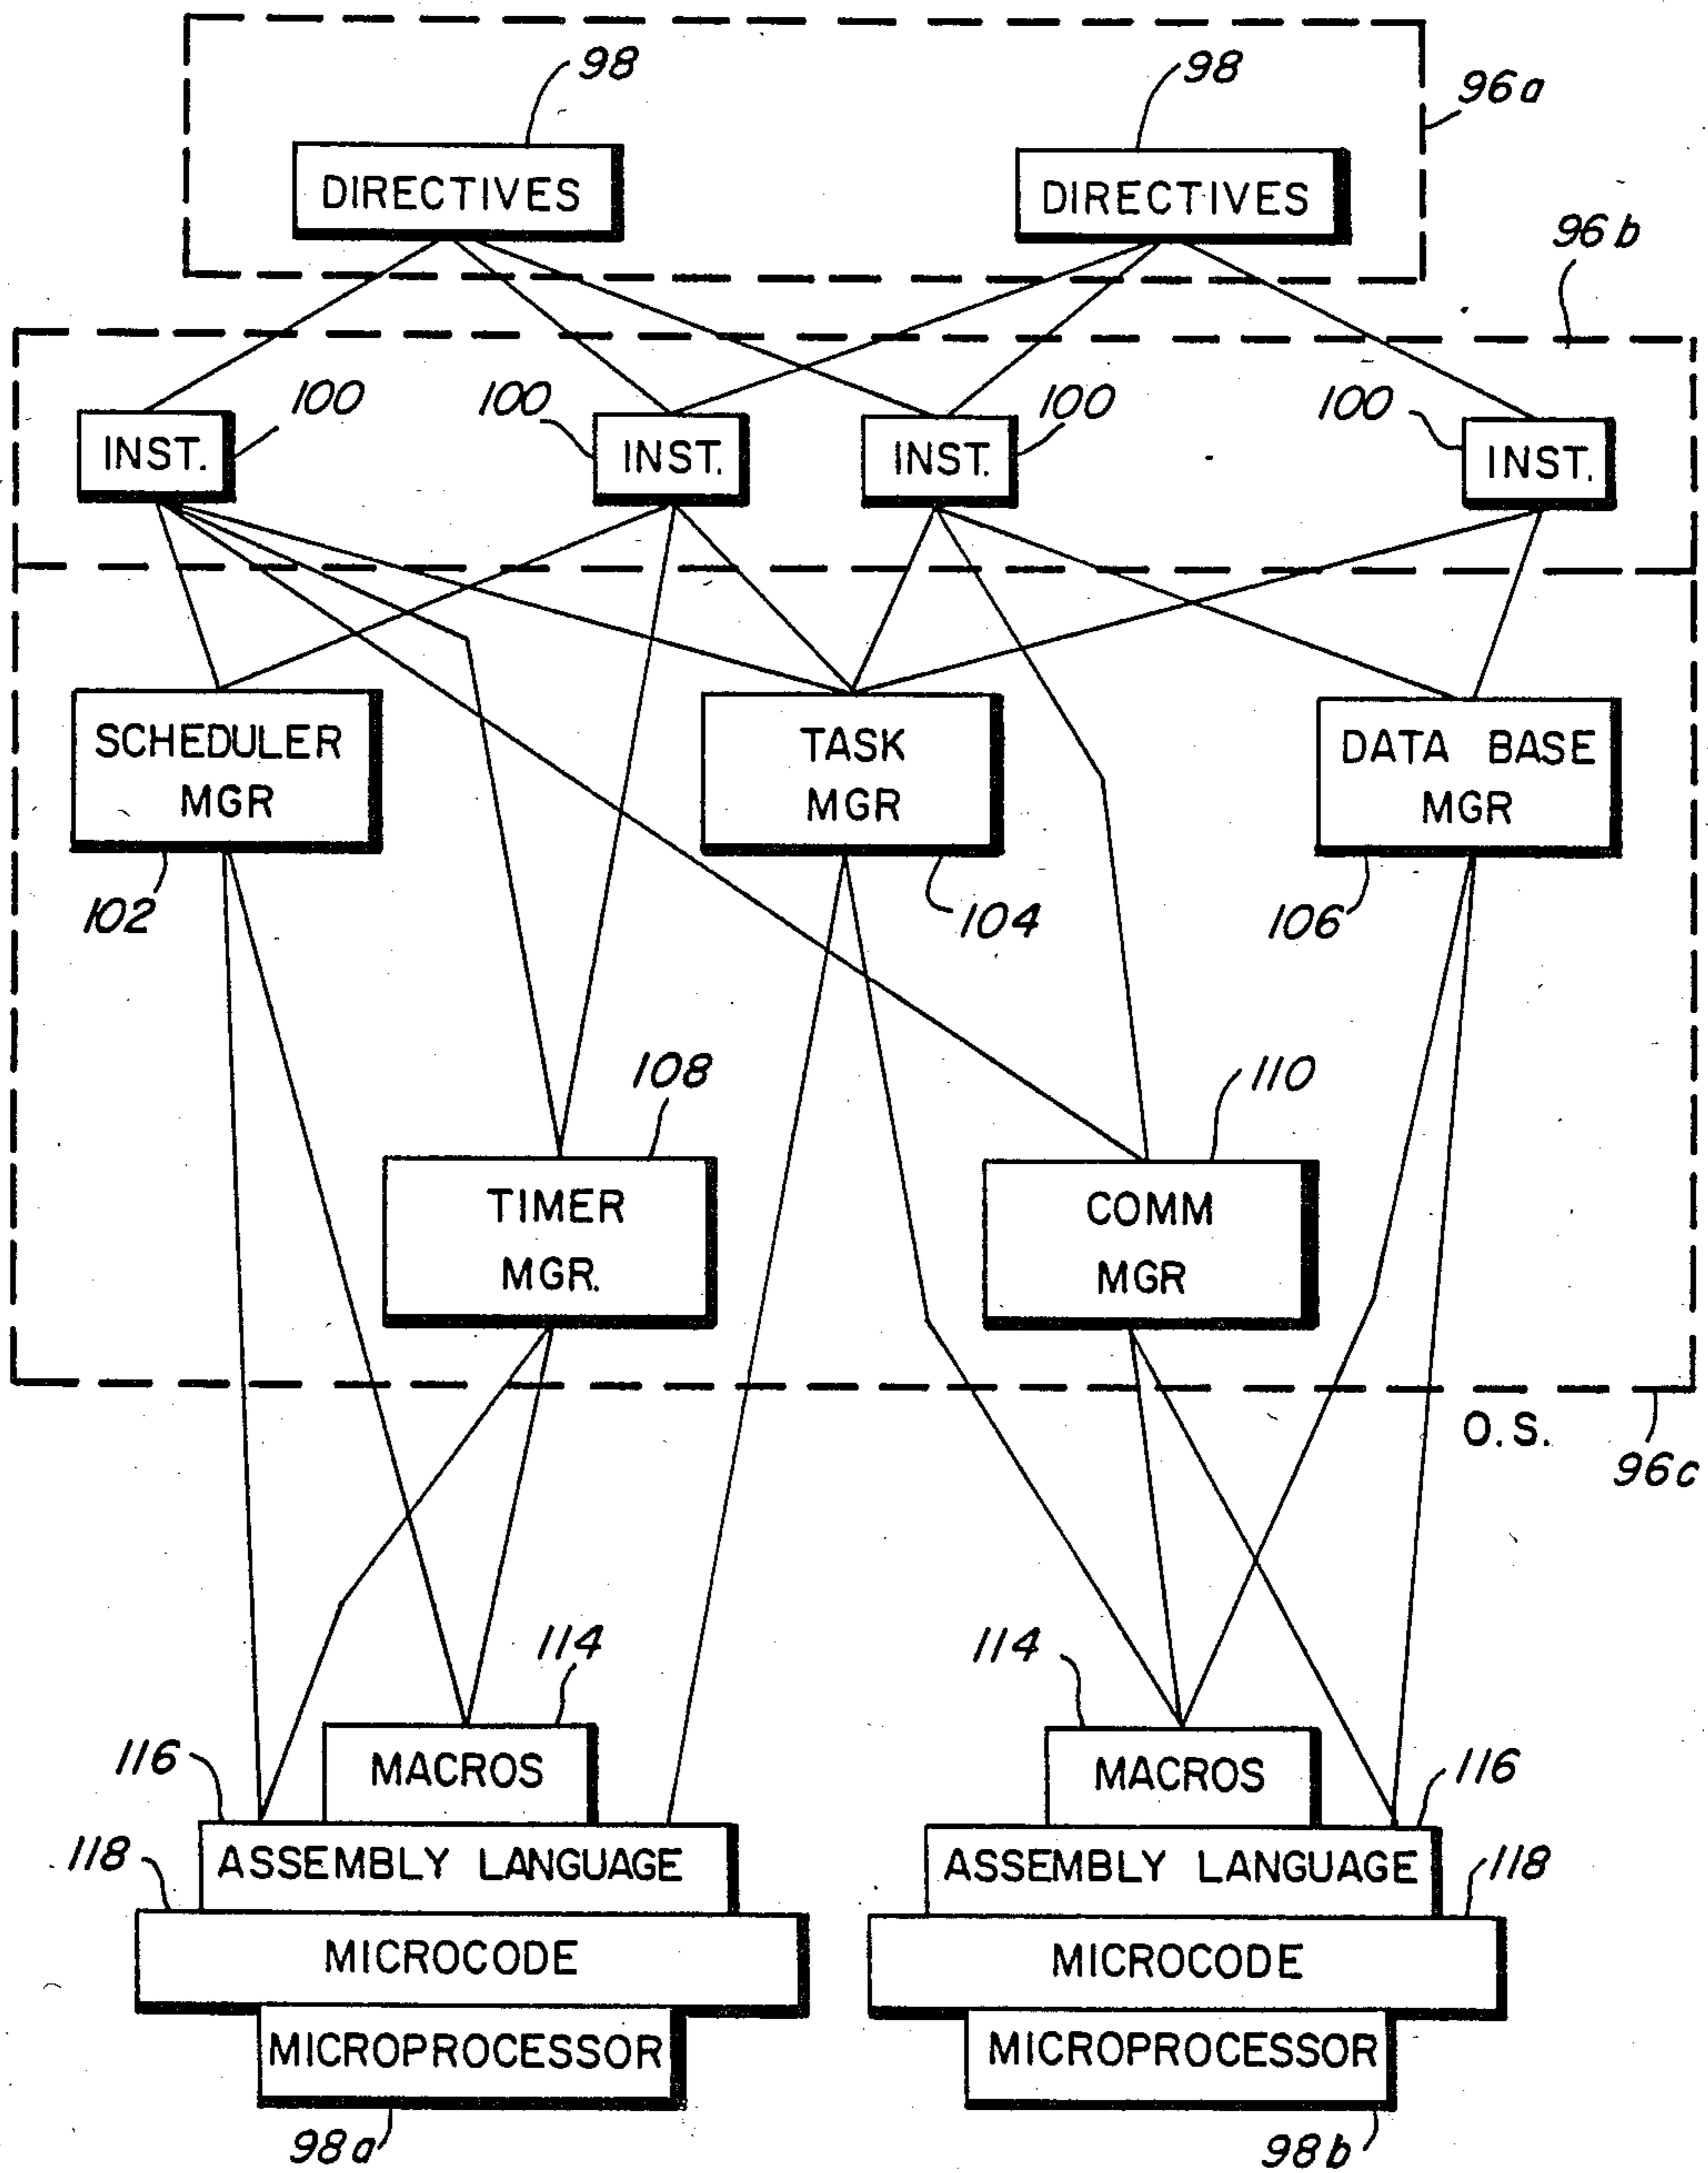 98
98
96a
DIRECTIVES
DIRECTIVES
96b
100
100
100
100
INST.
INST.
INST.
INST.
SCHEDULER
MGR
TASK
MGR
DATA BASE
MGR
102
104
106
108
110
TIMER
MGR.
COMM
MGR
O.S.
96c
114
114
116
MACROS
MACROS
116
118
ASSEMBLY LANGUAGE
ASSEMBLY LANGUAGE
118
MICROCODE
MICROCODE
MICROPROCESSOR
MICROPROCESSOR
98a
98b